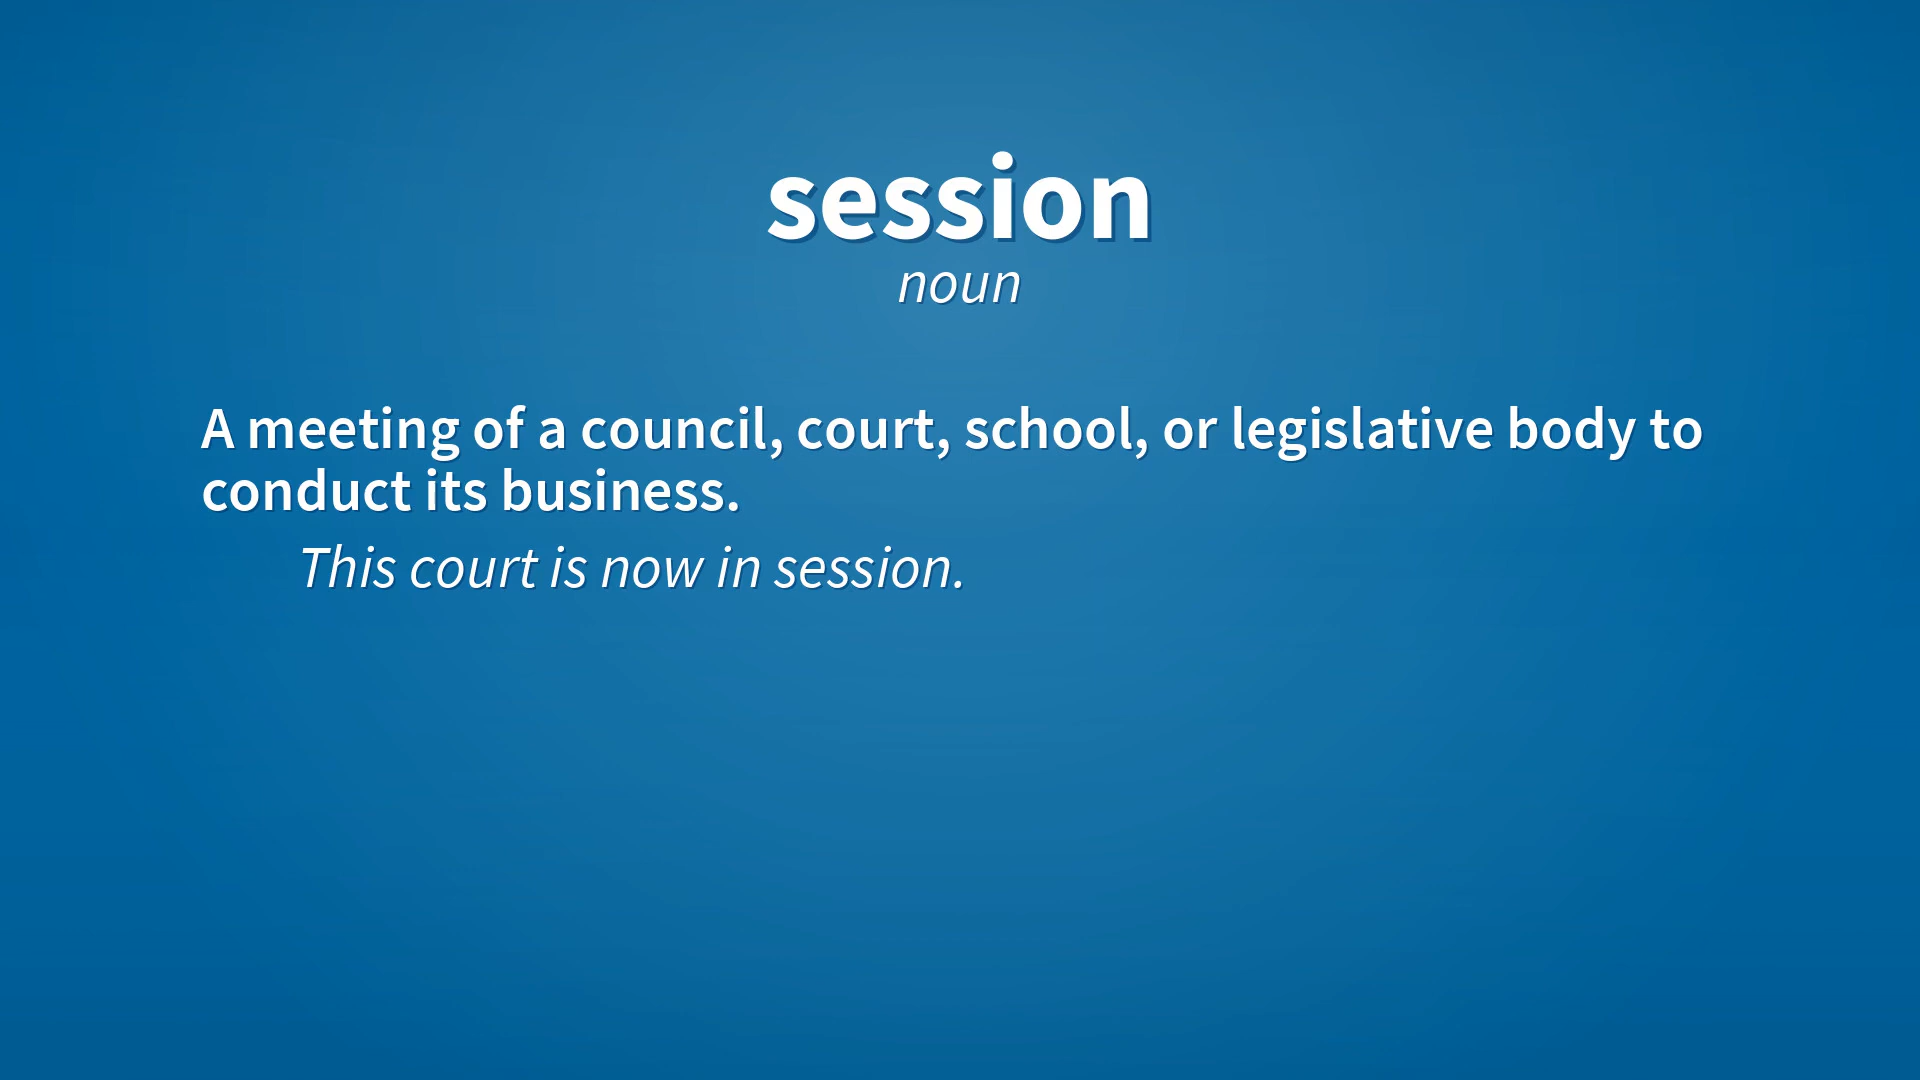 session
noun
A meeting of a council, court, school, or legislative body to
conduct its business.
This court is now in session.